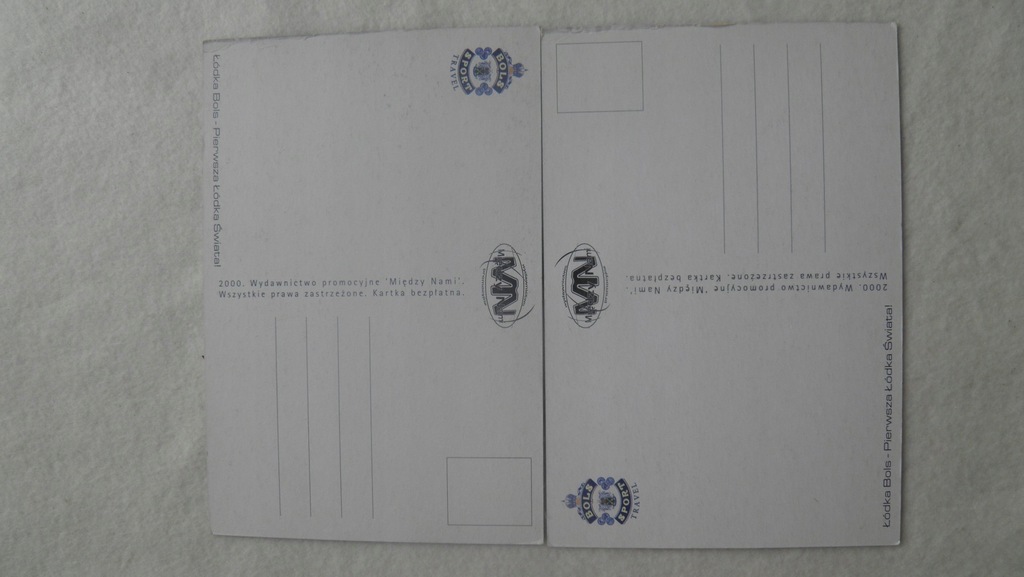 Łódka Bols - Pierwsza Łódka Świata!
BOLS
SPORT
TRAVEL
2000. Wydawnictwo promocyjne 'Między Nami'.
Wszystkie prawa zastrzeżone. Kartka bezpłatna.
MN
BOLS
SPORT
TRAVEL
2000. Wydawnictwo promocyjne 'Między Nami'.
Wszystkie prawa zastrzeżone. Kartka bezpłatna.
MN
Łódka Bols - Pierwsza Łódka Świata!